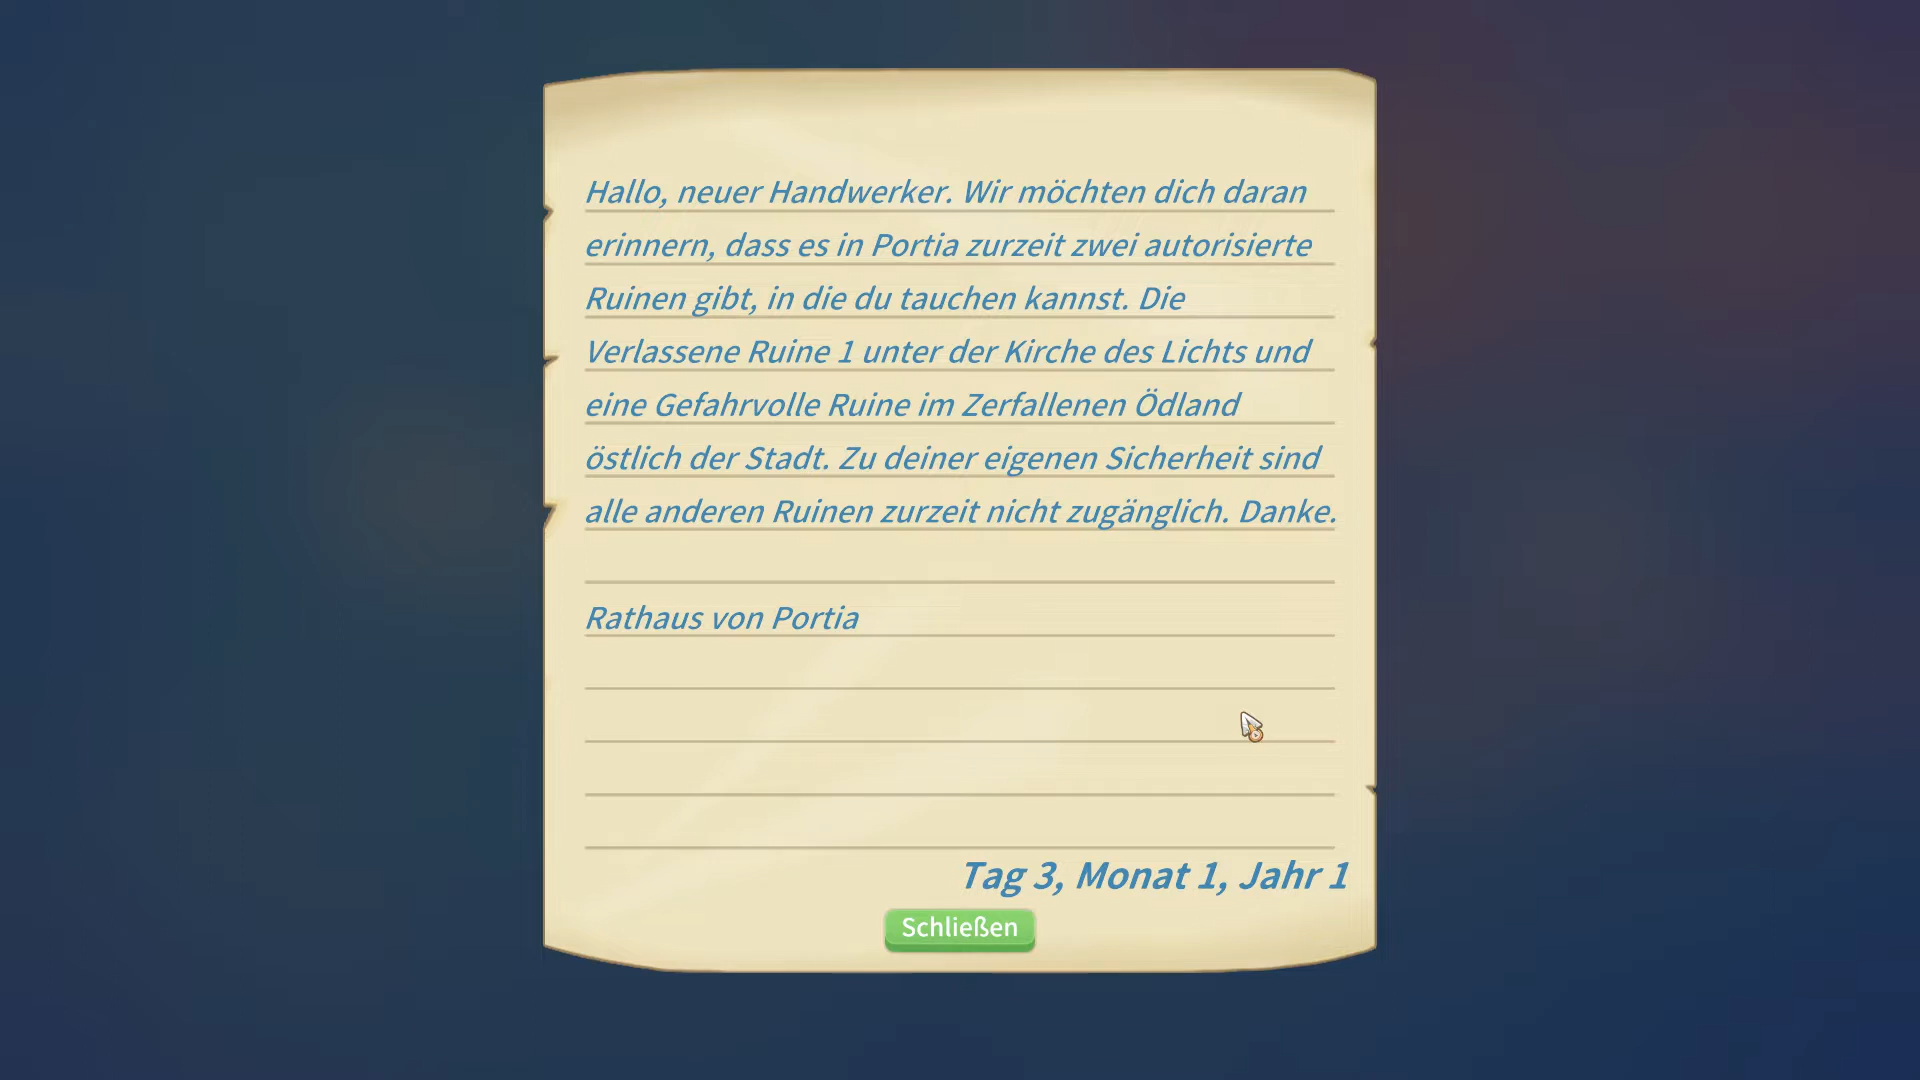 Hallo, neuer Handwerker. Wir möchten dich daran
erinnern, dass es in Portia zurzeit zwei autorisierte
Ruinen gibt, in die du tauchen kannst. Die
Verlassene Ruine 1 unter der Kirche des Lichts und
eine Gefahrvolle Ruine im Zerfallenen Ödland
östlich der Stadt. Zu deiner eigenen Sicherheit sind
alle anderen Ruinen zurzeit nicht zugänglich. Danke.
Rathaus von Portia
Tag 3, Monat 1, Jahr 1
Schließen